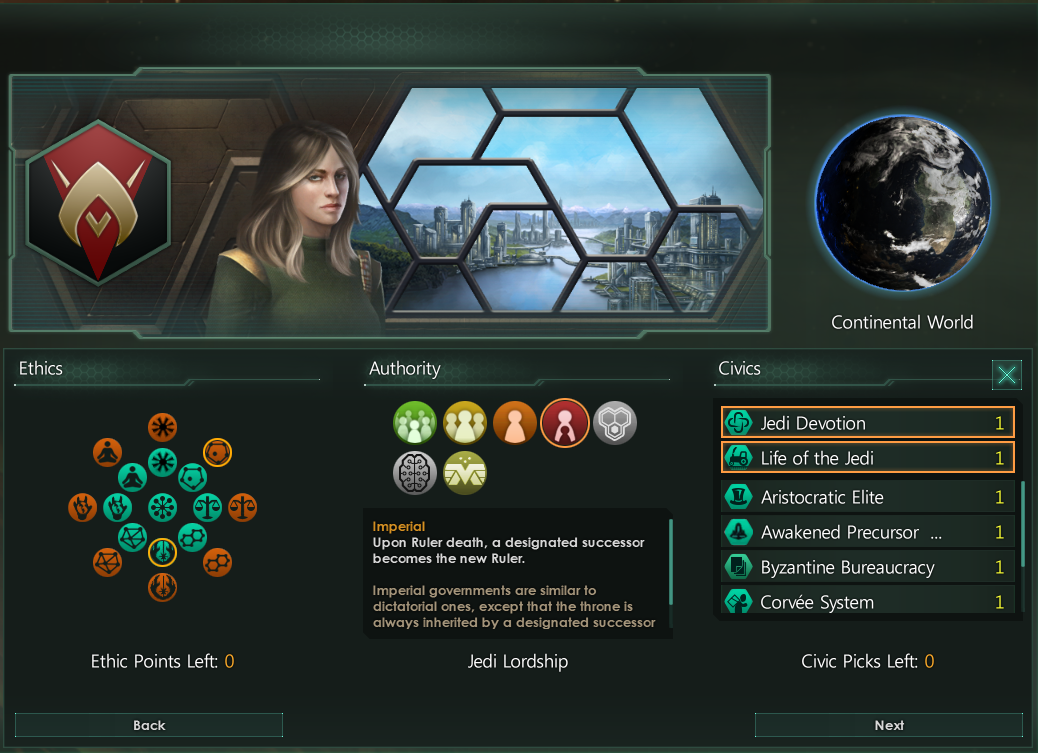 Continental World
Ethics
Authority
Civics
Jedi Devotion 1
Life of the Jedi 1
Aristocratic Elite 1
Awakened Precursor ... 1
Byzantine Bureaucracy 1
Corvée System 1
Imperial
Upon Ruler death, a designated successor
becomes the new Ruler.
Imperial governments are similar to
dictatorial ones, except that the throne is
always inherited by a designated successor
Ethic Points Left: 0
Jedi Lordship
Civic Picks Left: 0
Back
Next